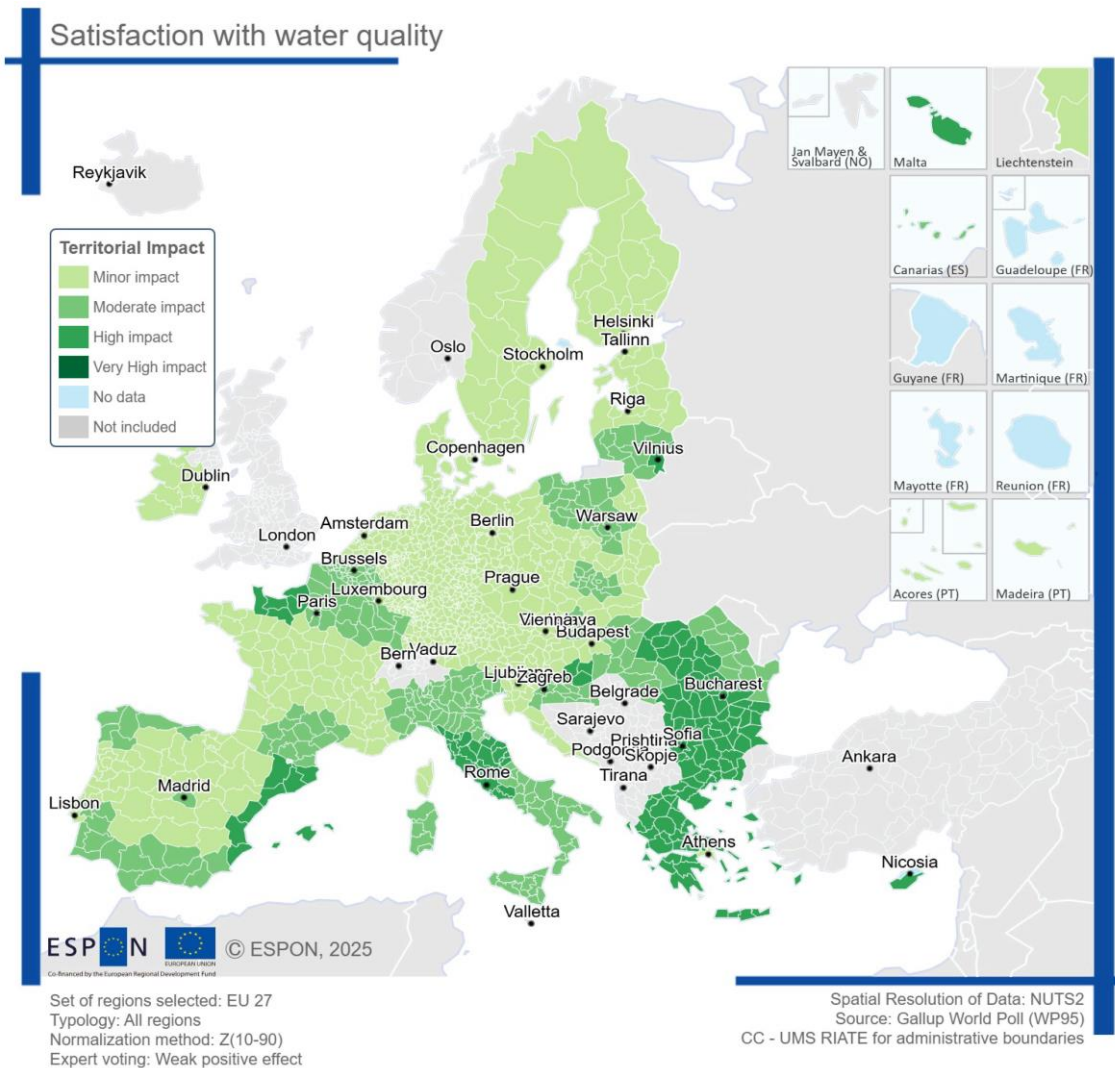 Satisfaction with water quality
Reykjavik
Territorial Impact
Minor impact
Moderate impact
High impact
Very High impact
No data
Not included
Jan Mayen &
Svalbard (NO)
Malta
Liechtenstein
Canarias (ES)
Guadeloupe (FR)
Guyane (FR)
Martinique (FR)
Mayotte (FR)
Reunion (FR)
Acores (PT)
Madeira (PT)
Helsinki
Tallinn
Oslo
Stockholm
Riga
Copenhagen
Vilnius
Dublin
London
Amsterdam
Berlin
Warsaw
Brussels
Luxembourg
Prague
Paris
Budapest
Bern
Vaduz
Zagreb
Belgrade
Bucharest
Sarajevo
Sofia
Skopje
Tirana
Rome
Madrid
Lisbon
Ankara
Athens
Nicosia
Valletta
ESPON
EUROPEAN UNION
© ESPON, 2025
Co-financed by the European Regional Development Fund
Set of regions selected: EU 27
Typology: All regions
Normalization method: Z(10-90)
Expert voting: Weak positive effect
Spatial Resolution of Data: NUTS2
Source: Gallup World Poll (WP95)
CC - UMS RIATE for administrative boundaries